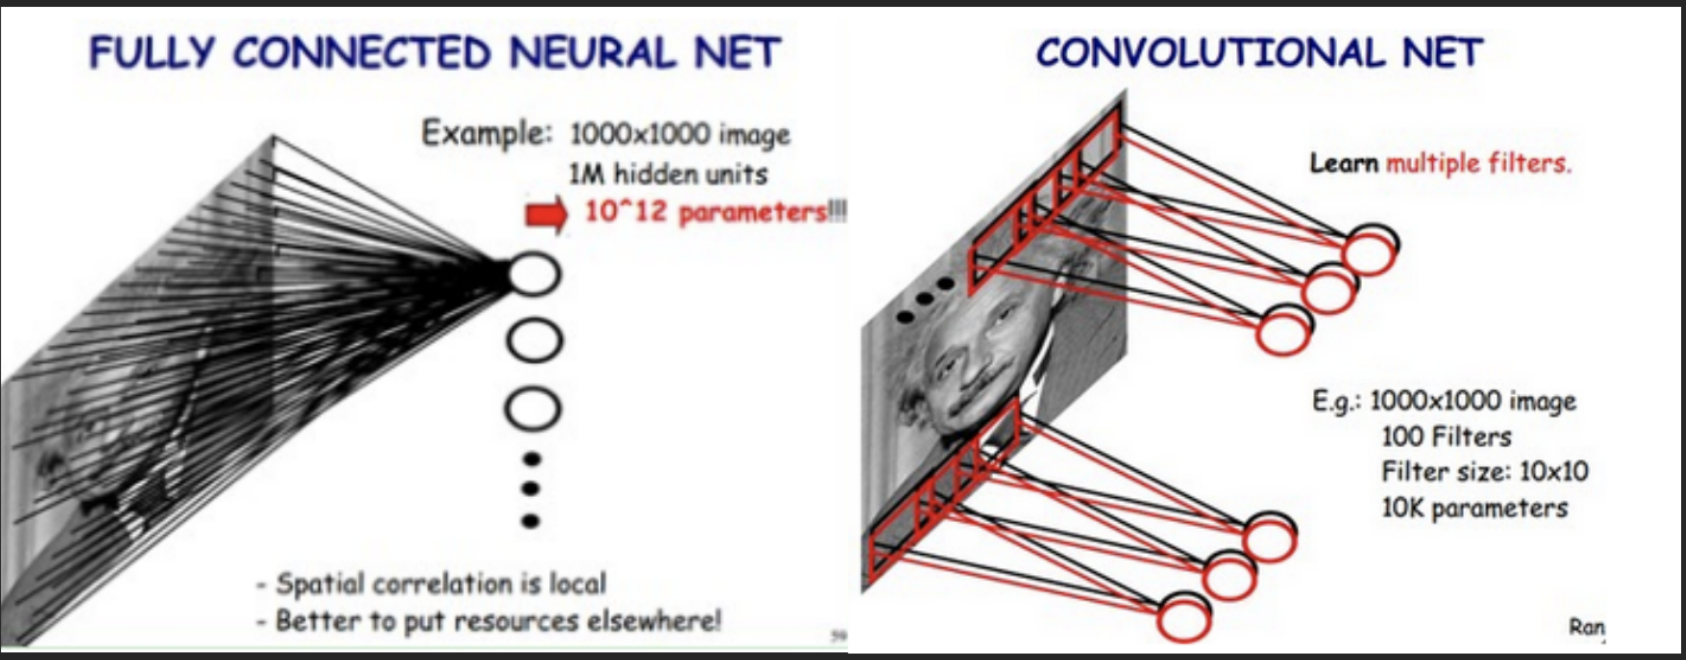 FULLY CONNECTED NEURAL NET
Example: 1000x1000 image
1M hidden units
10^12 parameters!!!
- Spatial correlation is local
- Better to put resources elsewhere!
59
CONVOLUTIONAL NET
Learn multiple filters.
E.g.: 1000x1000 image
100 Filters
Filter size: 10x10
10K parameters
Ran